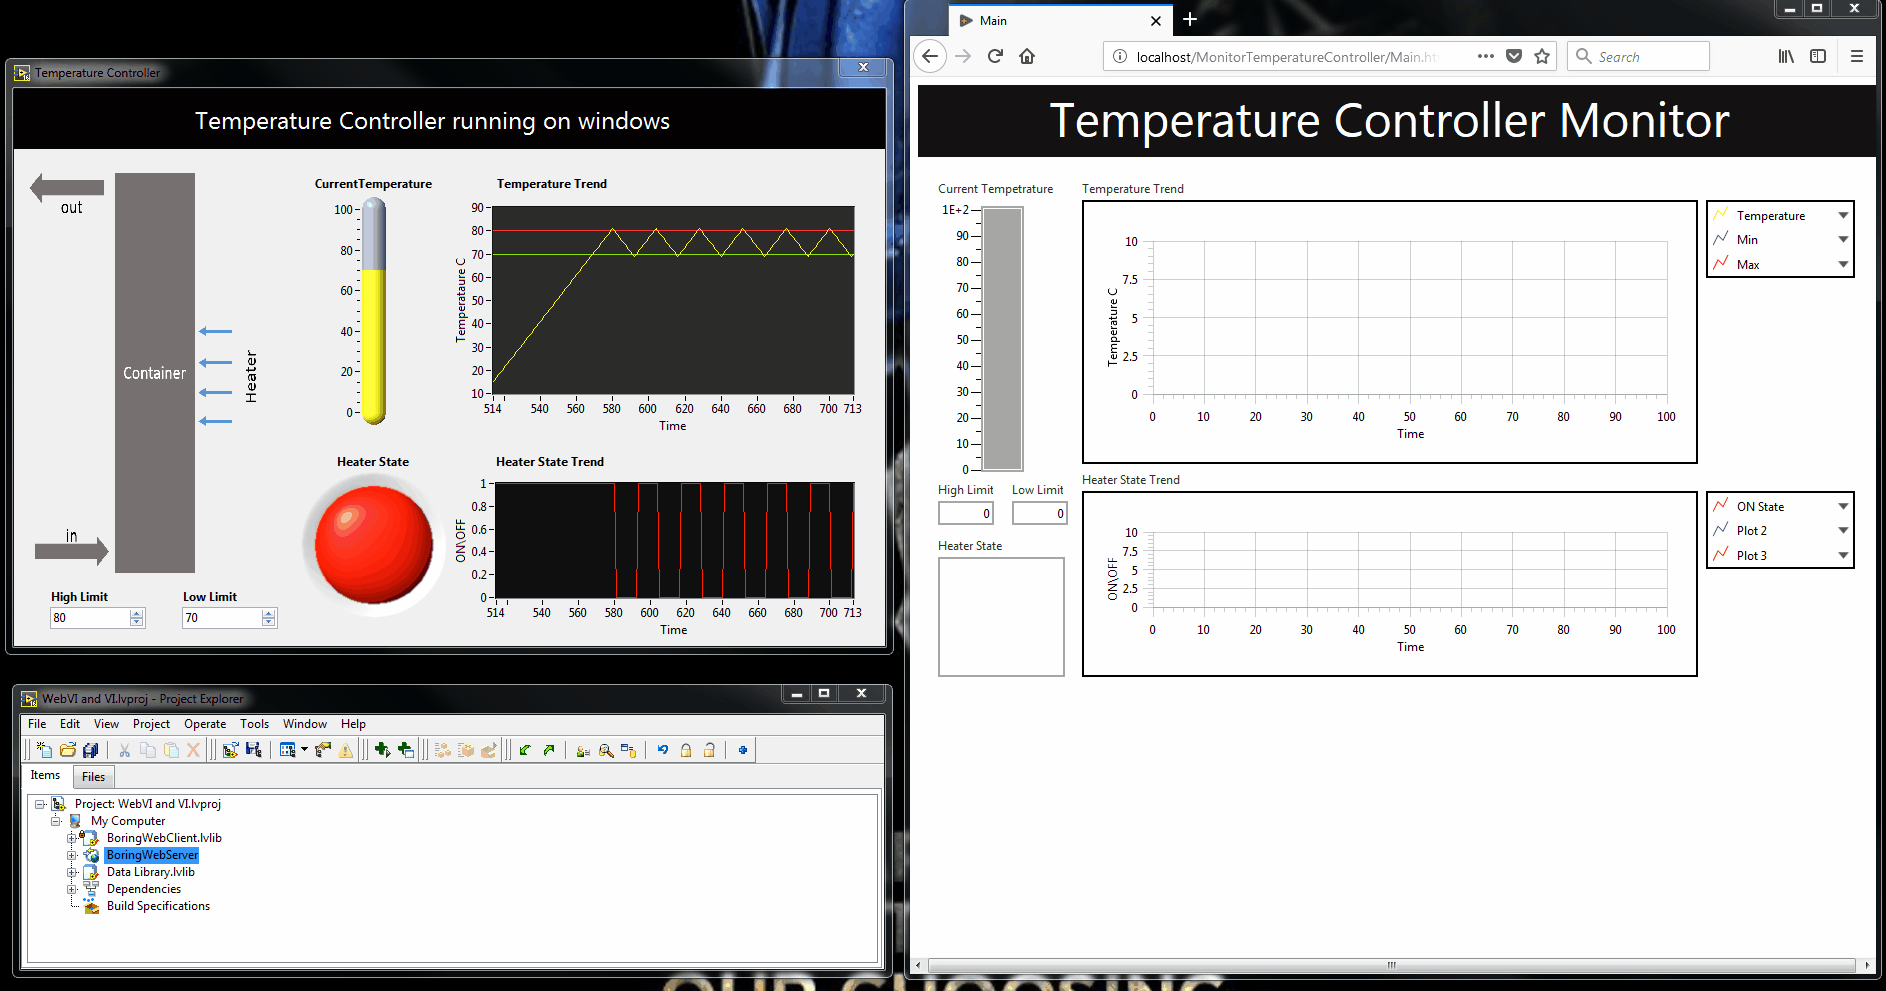 Temperature Controller
Temperature Controller running on windows
out
Container
Heater
in
CurrentTemperature
100
80
60
40
20
0
Temperature Trend
90
80
70
60
50
40
30
20
10
Temperataure C
514 540 560 580 600 620 640 660 680 700 713
Time
Heater State
Heater State Trend
1
0.8
0.6
0.4
0.2
0
ON\OFF
514 540 560 580 600 620 640 660 680 700 713
Time
High Limit
80
Low Limit
70
WebVI and VI.lvproj - Project Explorer
File Edit View Project Operate Tools Window Help
Items Files
Project: WebVI and VI.lvproj
My Computer
BoringWebClient.lvlib
BoringWebServer
Data Library.lvlib
Dependencies
Build Specifications
Main
localhost/MonitorTemperatureController/Main.ht
Search
Temperature Controller Monitor
Current Tempetrature
1E+2
90
80
70
60
50
40
30
20
10
0
High Limit Low Limit
0 0
Heater State
Temperature Trend
10
7.5
5
2.5
0
Temperature C
0 10 20 30 40 50 60 70 80 90 100
Time
Temperature
Min
Max
Heater State Trend
10
7.5
5
2.5
0
ON\OFF
0 10 20 30 40 50 60 70 80 90 100
Time
ON State
Plot 2
Plot 3